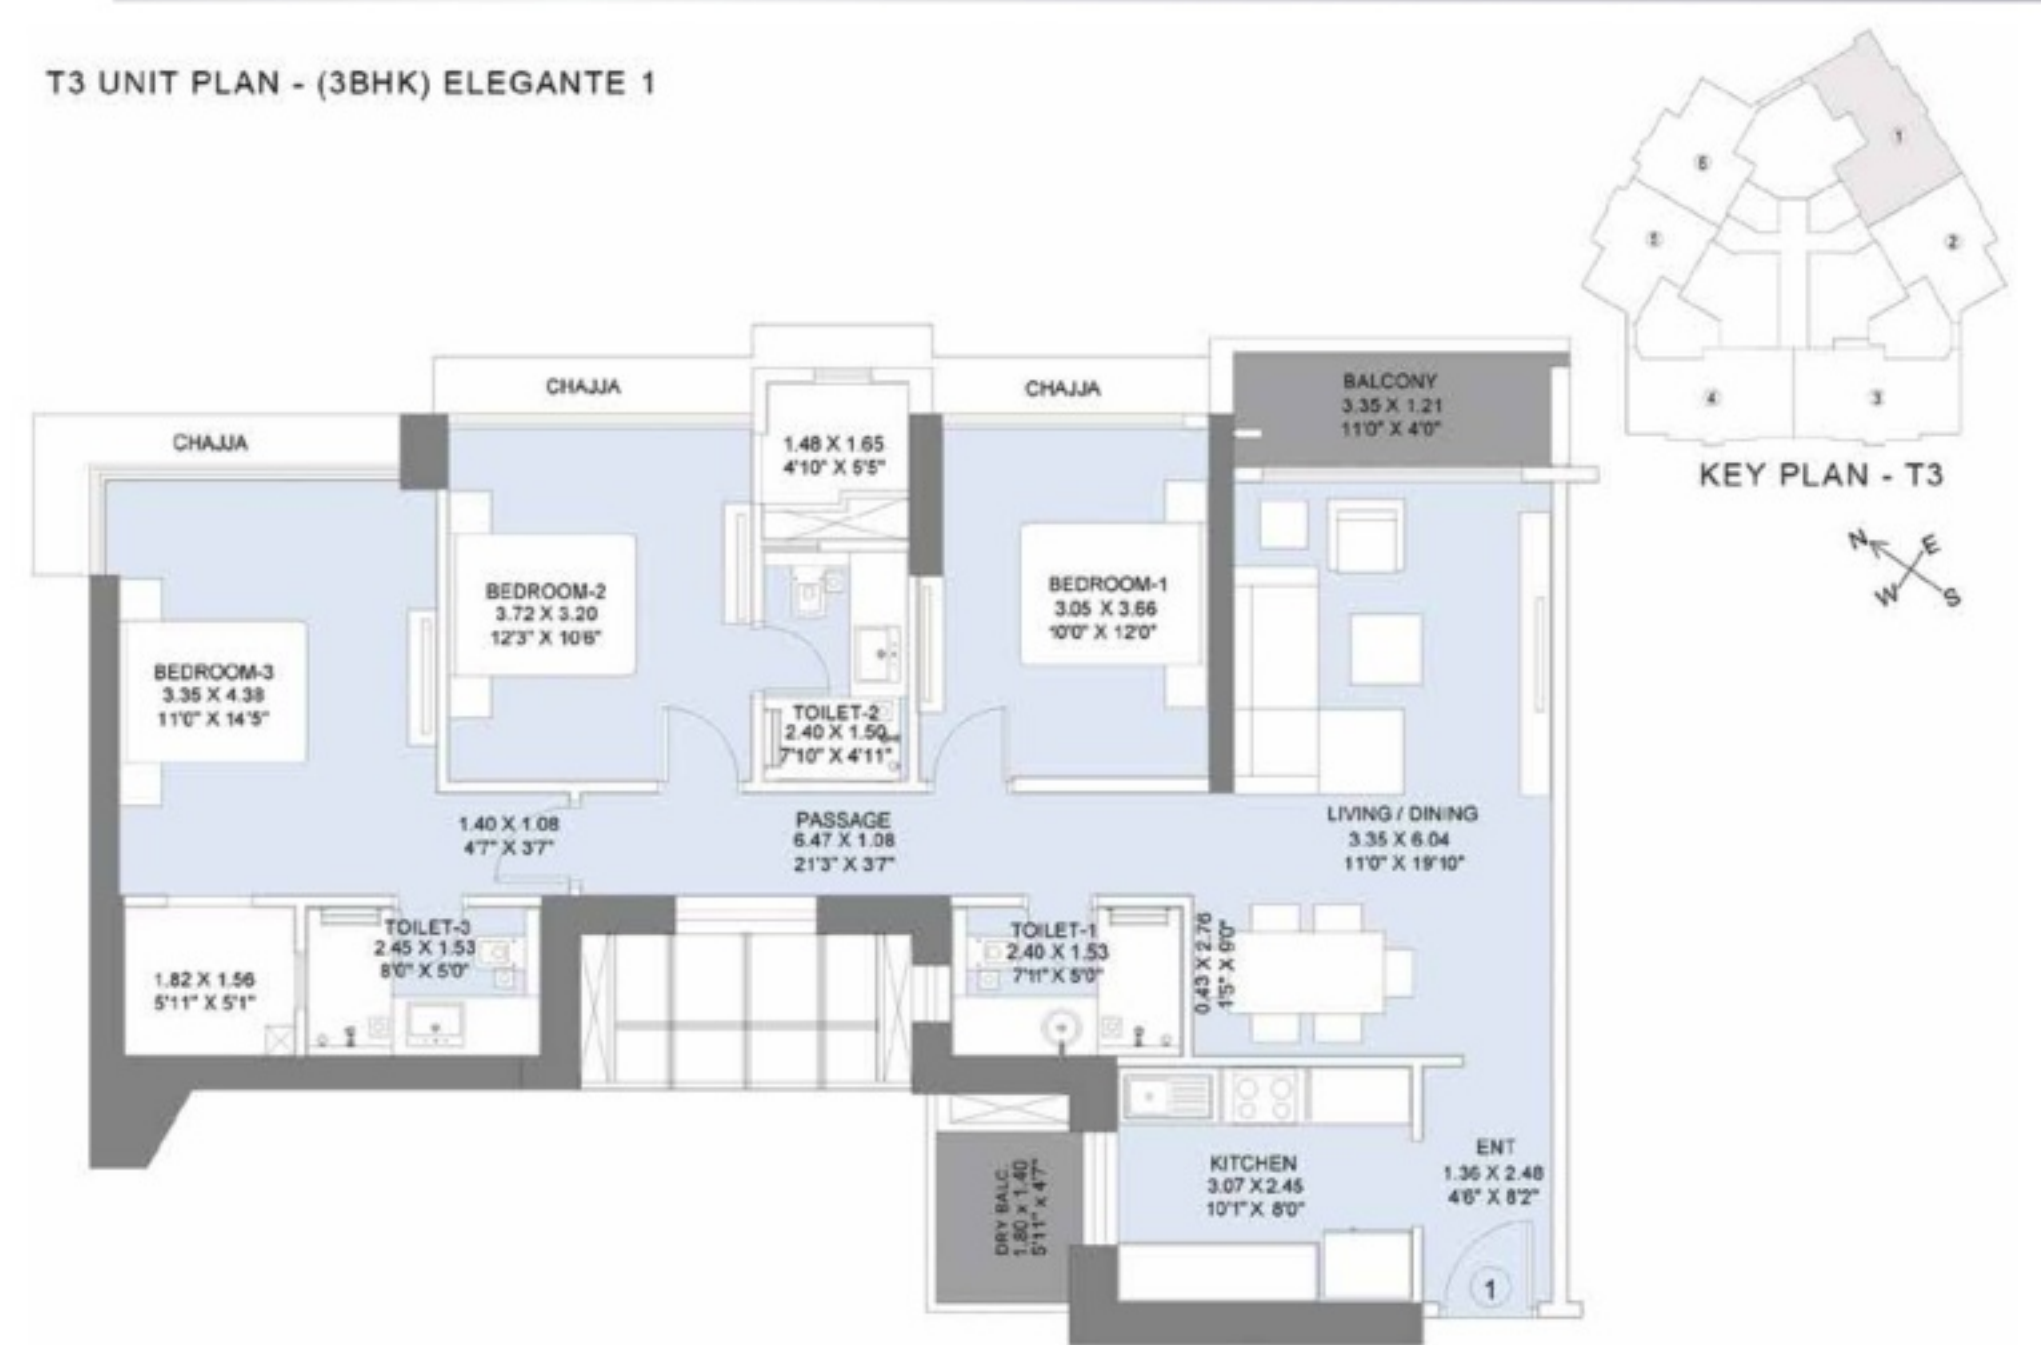 T3 UNIT PLAN - (3BHK) ELEGANTE 1
1
6
5
2
4
3
KEY PLAN - T3
N
E
W
S
CHAJJA
CHAJJA
CHAJJA
BALCONY
3.35 X 1.21
11'0" X 4'0"
1.48 X 1.65
4'10" X 5'5"
BEDROOM-2
3.72 X 3.20
12'3" X 10'6"
BEDROOM-1
3.05 X 3.66
10'0" X 12'0"
BEDROOM-3
3.35 X 4.38
11'0" X 14'5"
TOILET-2
2.40 X 1.50
7'10" X 4'11"
1.40 X 1.08
4'7" X 3'7"
PASSAGE
6.47 X 1.08
21'3" X 3'7"
LIVING / DINING
3.35 X 6.04
11'0" X 19'10"
TOILET-3
2.45 X 1.53
8'0" X 5'0"
TOILET-1
2.40 X 1.53
7'11" X 5'0"
0.43 X 2.76
1'5" X 9'0"
1.82 X 1.56
5'11" X 5'1"
DRY BALC.
1.80 x 1.40
5'11" x 4'7"
KITCHEN
3.07 X 2.45
10'1" X 8'0"
ENT
1.36 X 2.48
4'6" X 8'2"
1